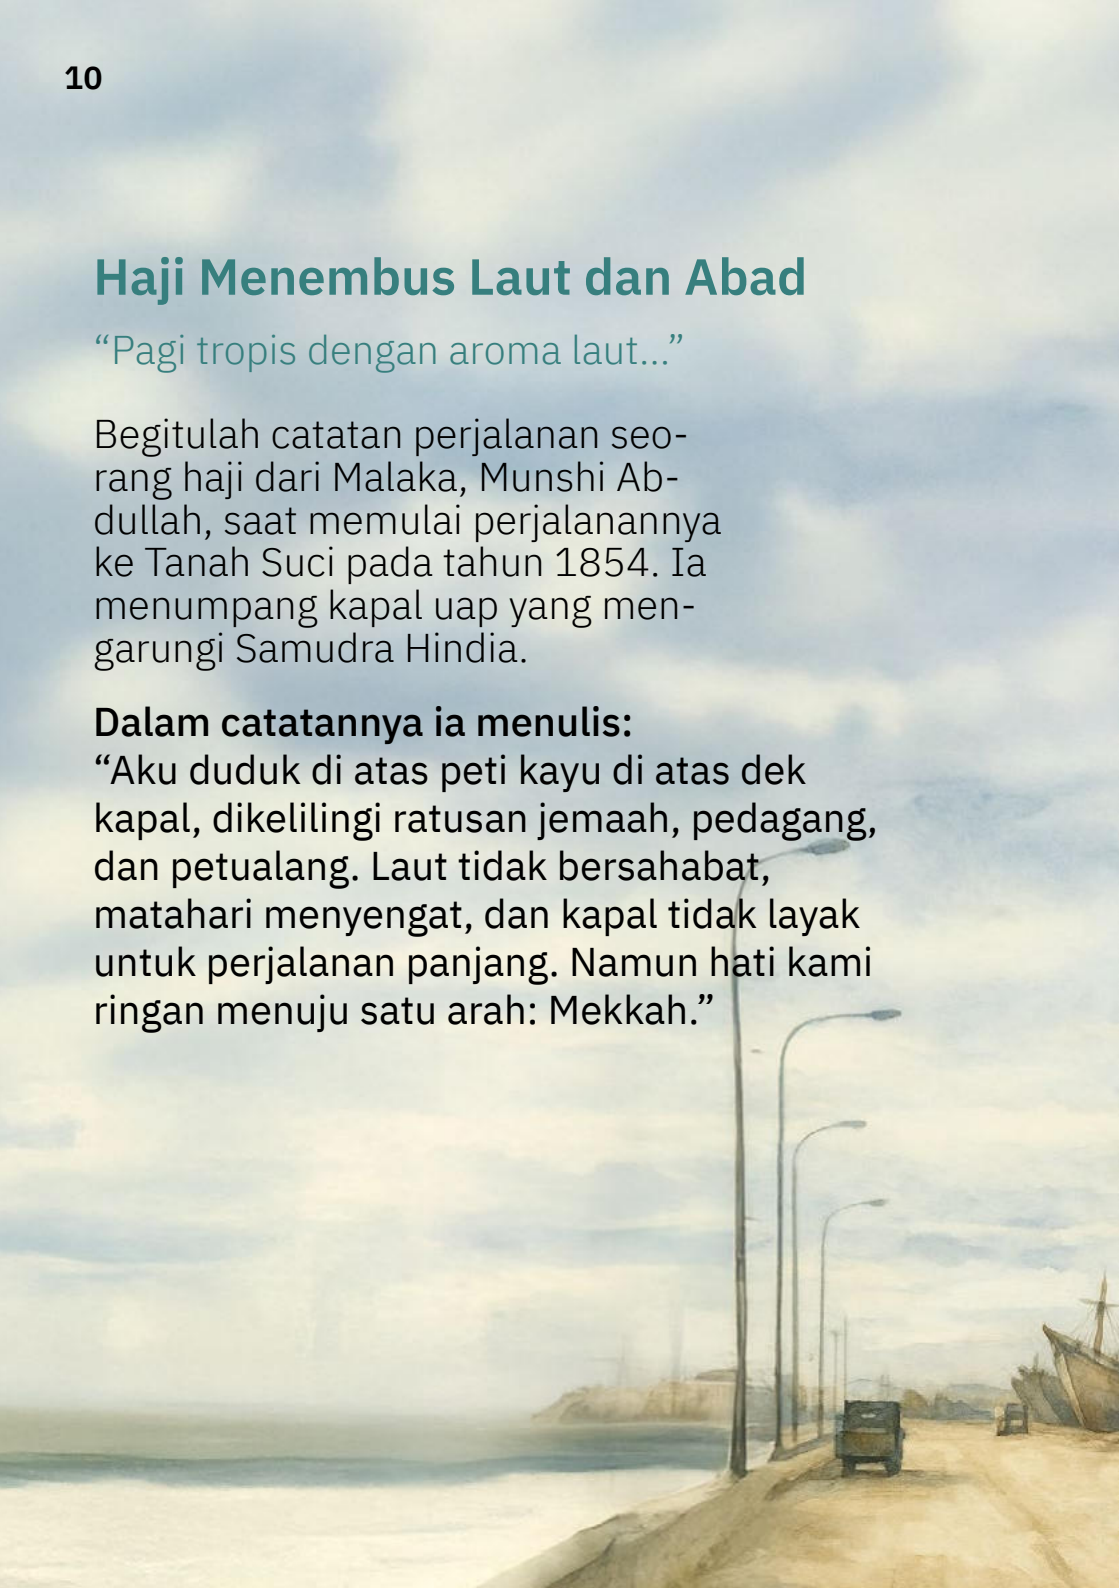 10
Haji Menembus Laut dan Abad
“Pagi tropis dengan aroma laut...”
Begitulah catatan perjalanan seo-
rang haji dari Malaka, Munshi Ab-
dullah, saat memulai perjalanannya
ke Tanah Suci pada tahun 1854. Ia
menumpang kapal uap yang men-
garungi Samudra Hindia.
Dalam catatannya ia menulis:
“Aku duduk di atas peti kayu di atas dek
kapal, dikelilingi ratusan jemaah, pedagang,
dan petualang. Laut tidak bersahabat,
matahari menyengat, dan kapal tidak layak
untuk perjalanan panjang. Namun hati kami
ringan menuju satu arah: Mekkah.”